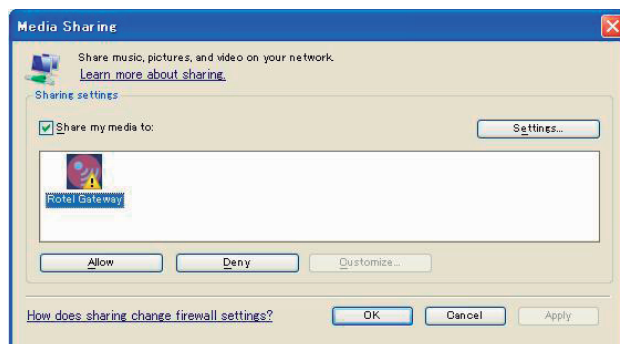 Media Sharing
Share music, pictures, and video on your network.
Learn more about sharing.
Sharing settings
Share my media to:
Settings...
Rotel Gateway
Allow
Deny
Customize...
How does sharing change firewall settings?
OK
Cancel
Apply